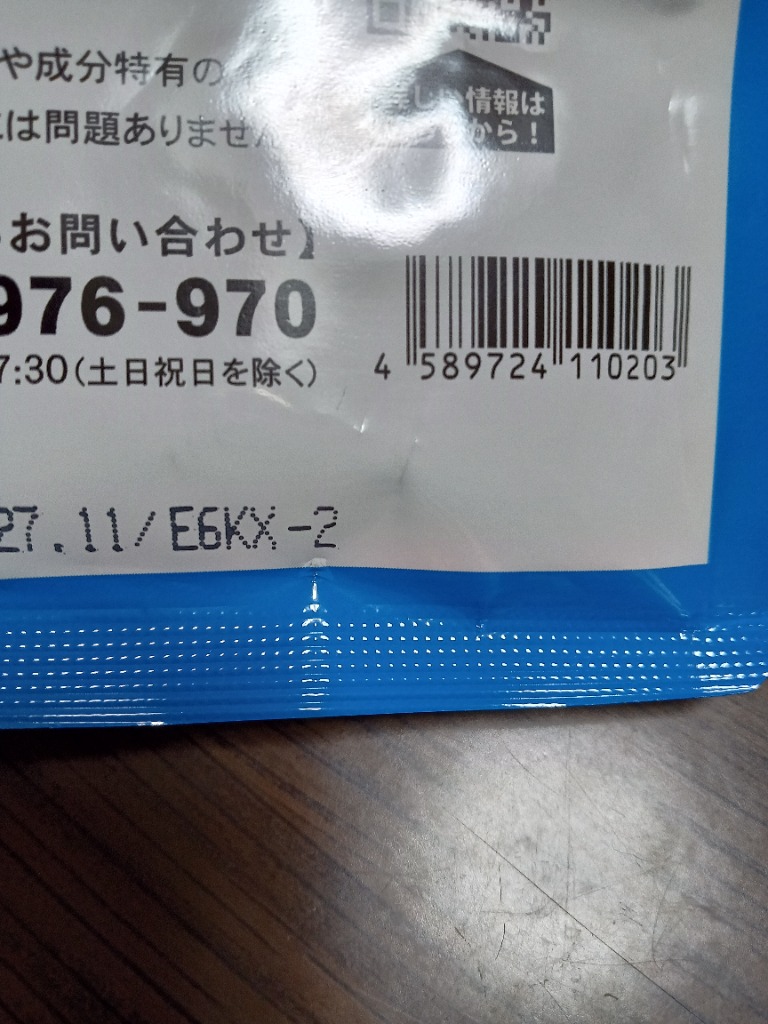 や成分特有の
は問題ありません
お問い合わせ】
976-970
7:30(土日祝日を除く)
情報は
から!
4 589724 110203
27.11/E6KX-2